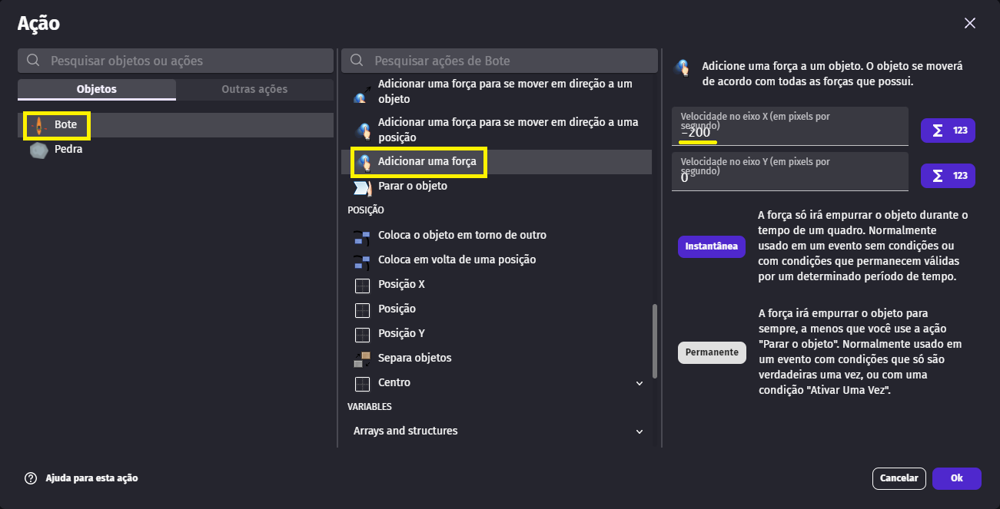 Ação
Pesquisar objetos ou ações
Objetos
Outras ações
Bote
Pedra
Pesquisar ações de Bote
Adicionar uma força para se mover em direção a um
objeto
Adicionar uma força para se mover em direção a uma
posição
Adicionar uma força
Parar o objeto
POSIÇÃO
Coloca o objeto em torno de outro
Coloca em volta de uma posição
Posição X
Posição
Posição Y
Separa objetos
Centro
VARIABLES
Arrays and structures
Adicione uma força a um objeto. O objeto se moverá
de acordo com todas as forças que possui.
Velocidade no eixo X (em pixels por
segundo)
-200
Σ 123
Velocidade no eixo Y (em pixels por
segundo)
0
Σ 123
Instantânea
A força só irá empurrar o objeto durante o
tempo de um quadro. Normalmente
usado em um evento sem condições ou
com condições que permanecem válidas
por um determinado período de tempo.
Permanente
A força irá empurrar o objeto para
sempre, a menos que você use a ação
"Parar o objeto". Normalmente usado em
um evento com condições que só são
verdadeiras uma vez, ou com uma
condição "Ativar Uma Vez".
Ajuda para esta ação
Cancelar
Ok